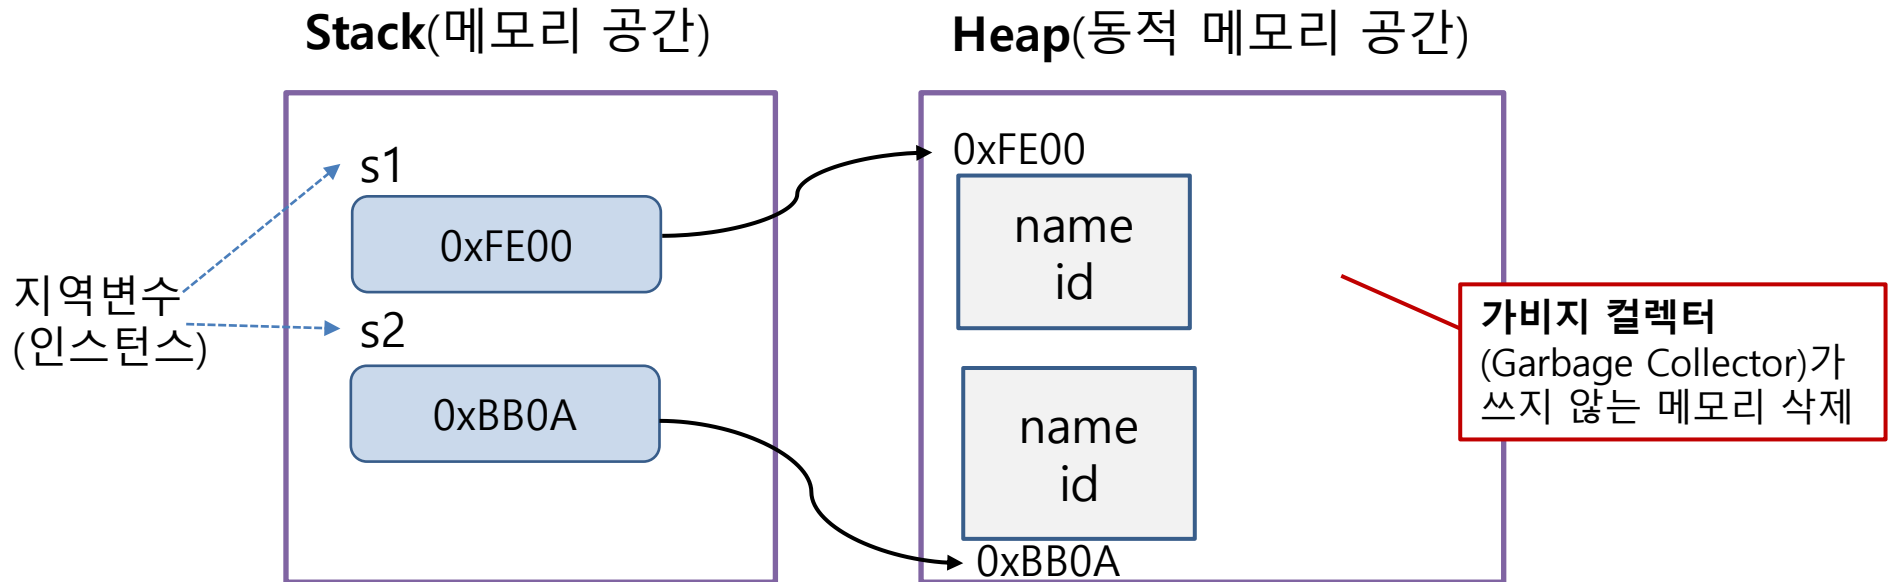 Stack(메모리 공간)
Heap(동적 메모리 공간)
s1
0xFE00
s2
0xBB0A
지역변수
(인스턴스)
0xFE00
name
id
name
id
0xBB0A
가비지 컬렉터
(Garbage Collector)가
쓰지 않는 메모리 삭제